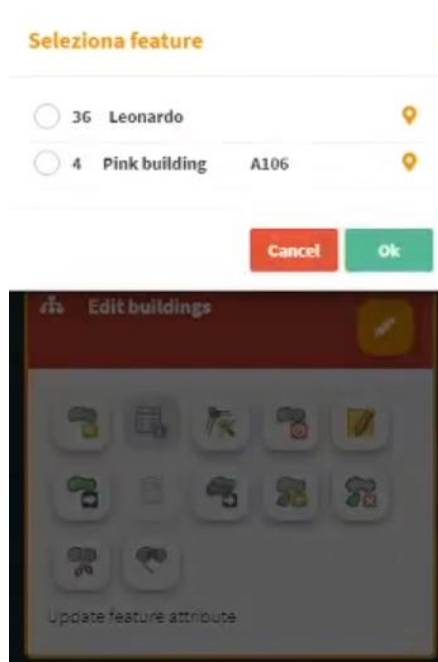 Seleziona feature
36 Leonardo
4 Pink building A106
Cancel Ok
Edit buildings
Update feature attribute